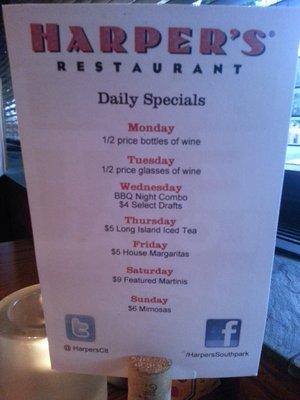 HARPER'S®
RESTAURANT
Daily Specials
Monday
1/2 price bottles of wine
Tuesday
1/2 price glasses of wine
Wednesday
BBQ Night Combo
$4 Select Drafts
Thursday
$5 Long Island Iced Tea
Friday
$5 House Margaritas
Saturday
$9 Featured Martinis
Sunday
$6 Mimosas
@ HarpersClt
/HarpersSouthpark